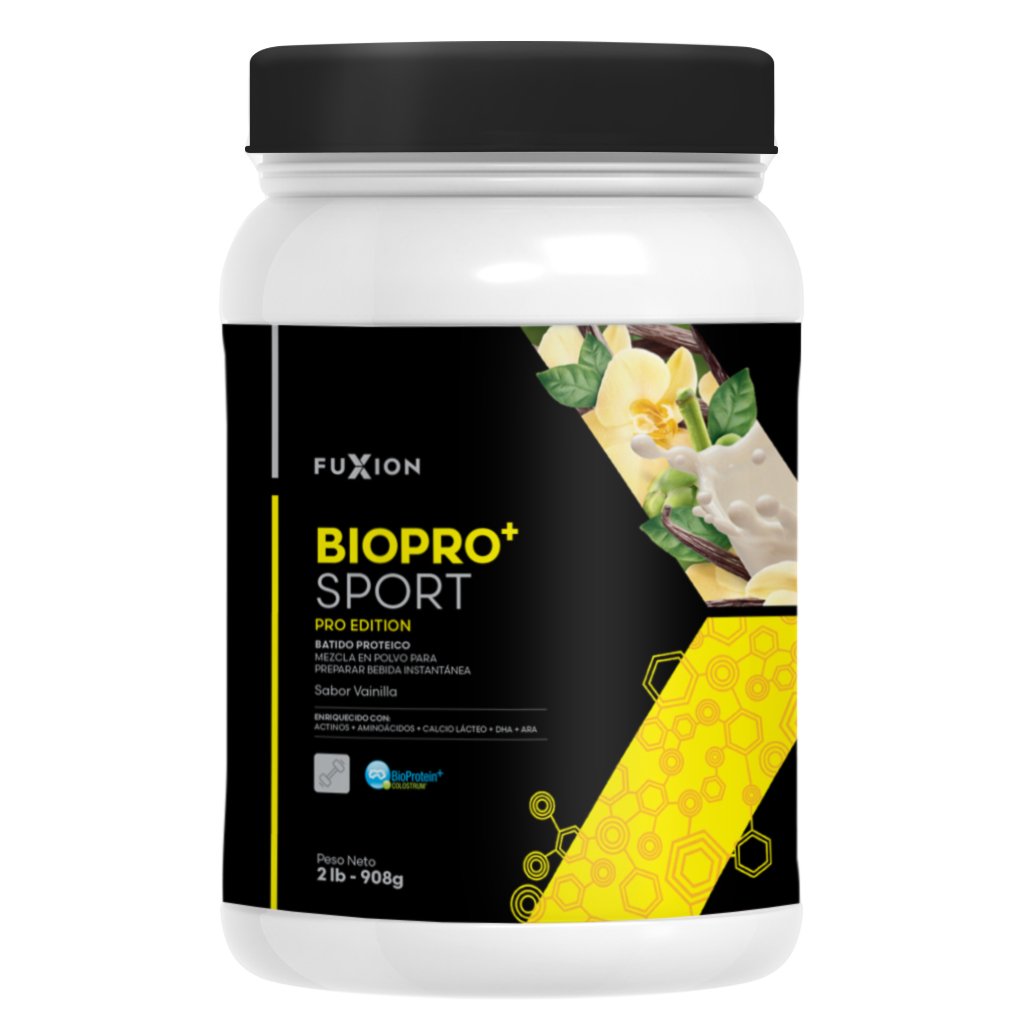 FUXION
BIOPRO+
SPORT
PRO EDITION
BATIDO PROTEICO
MEZCLA EN POLVO PARA
PREPARAR BEBIDA INSTANTÁNEA
Sabor Vainilla
ENRIQUECIDO CON:
ACTINOS + AMINOÁCIDOS + CALCIO LÁCTEO + DHA + ARA
BioProtein+
COLOSTRUM
Peso Neto
2 lb - 908g